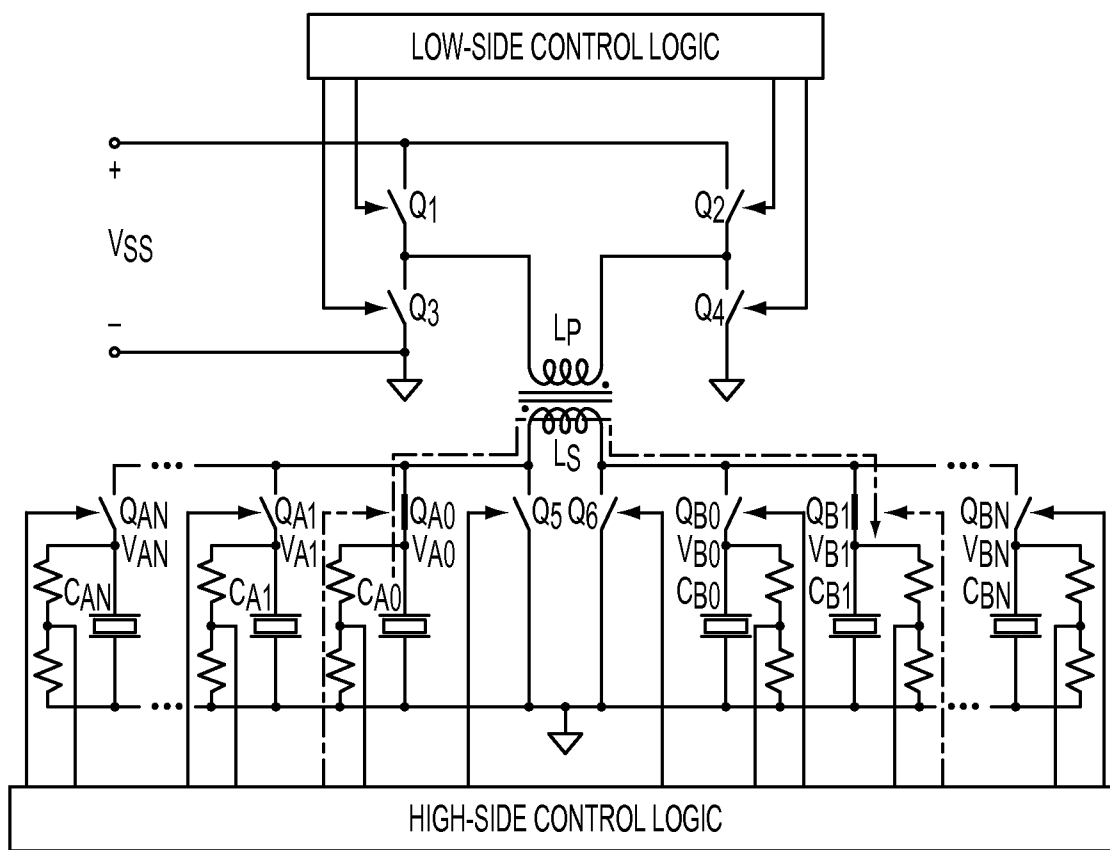 LOW-SIDE CONTROL LOGIC
+
VSS
–
Q1
Q2
Q3
Q4
LP
LS
QAN
QA1
QA0
Q5
Q6
QB0
QB1
QBN
VAN
VA1
VA0
VB0
VB1
VBN
CAN
CA1
CA0
CB0
CB1
CBN
HIGH-SIDE CONTROL LOGIC